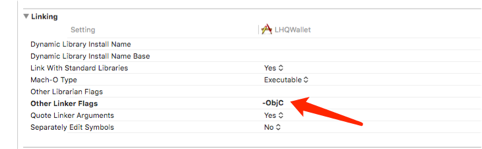 Linking
Setting LHQWallet
Dynamic Library Install Name
Dynamic Library Install Name Base
Link With Standard Libraries Yes
Mach-O Type Executable
Other Librarian Flags
Other Linker Flags -ObjC
Quote Linker Arguments Yes
Separately Edit Symbols No